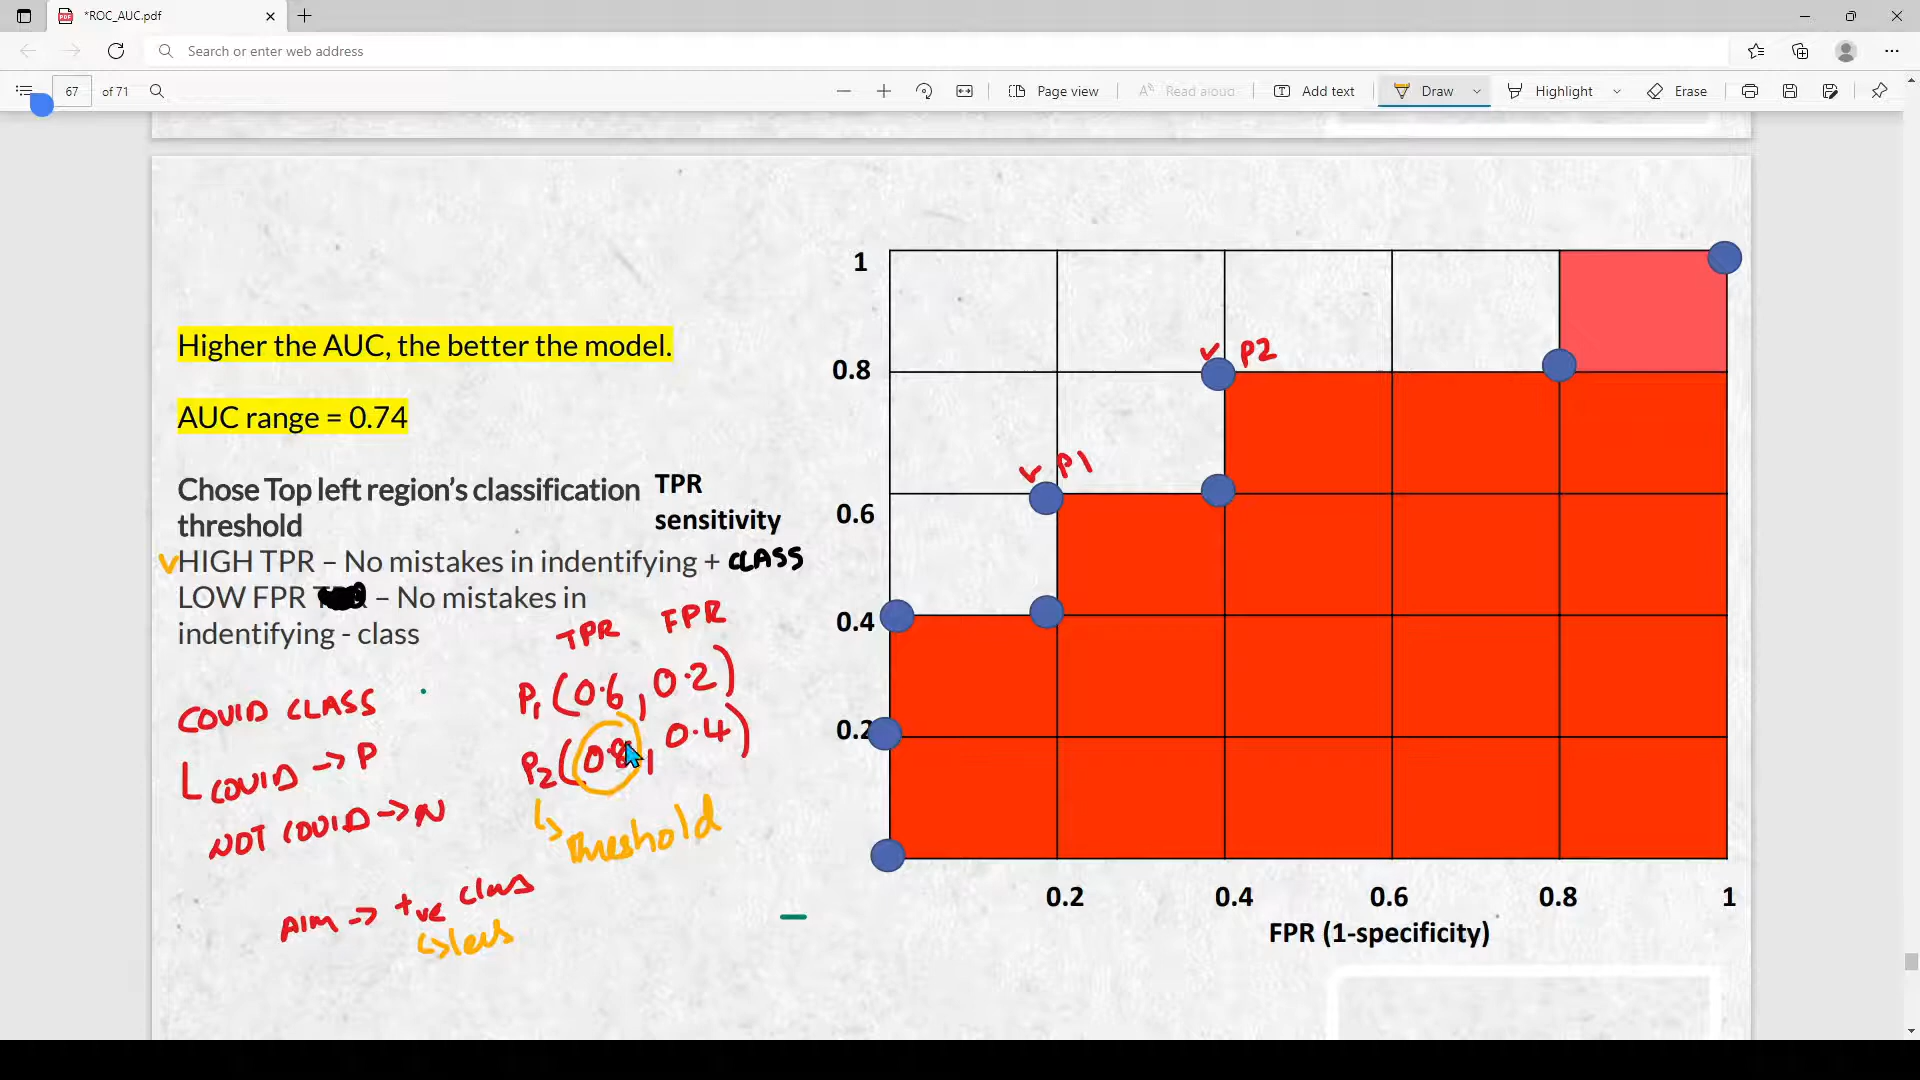 *ROC_AUC.pdf
Search or enter web address
67 of 71
Page view
Read aloud
Add text
Draw
Highlight
Erase
Higher the AUC, the better the model.
AUC range = 0.74
Chose Top left region's classification
threshold
HIGH TPR – No mistakes in indentifying + CLASS
LOW FPR – No mistakes in
indentifying - class
TPR
sensitivity
TPR FPR
P1 (0.6, 0.2)
P2 (0.8, 0.4)
Threshold
COVID CLASS
COVID -> P
NOT COVID -> N
AIM -> +ve class
less
1
0.8
0.6
0.4
0.2
P2
P1
0.2 0.4 0.6 0.8 1
FPR (1-specificity)